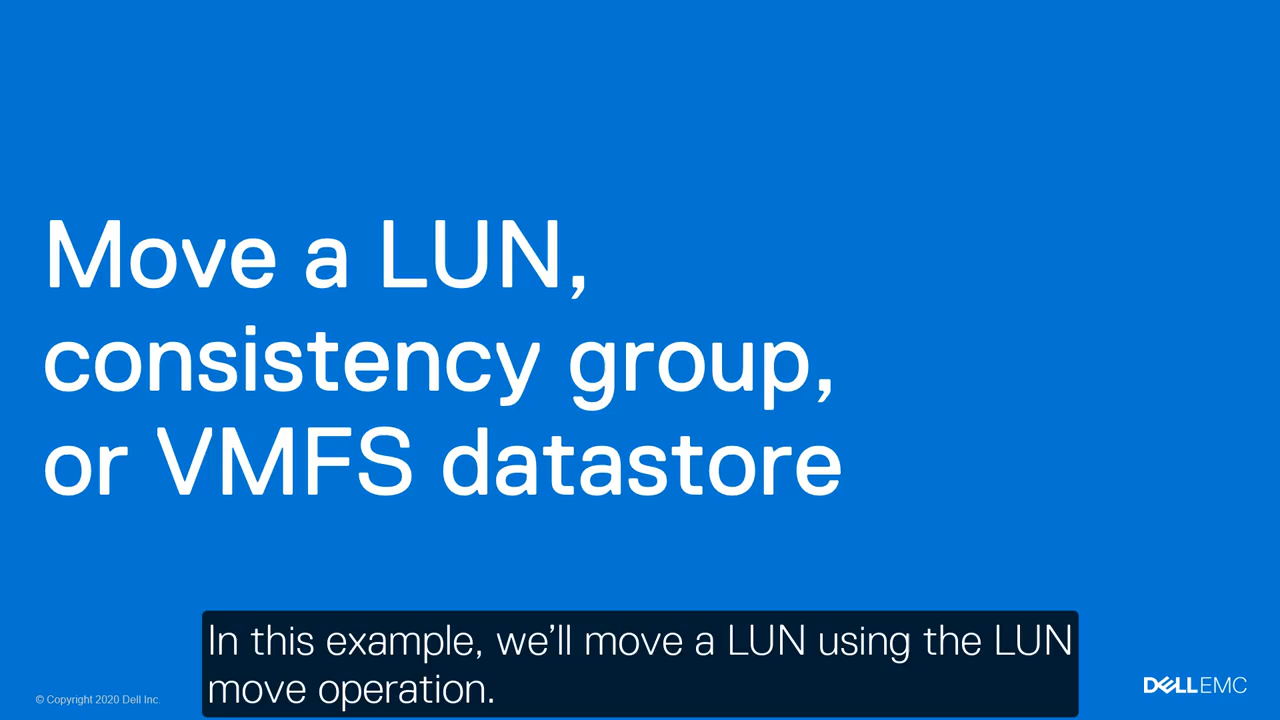 Move a LUN,
consistency group,
or VMFS datastore
In this example, we’ll move a LUN using the LUN
move operation.
© Copyright 2020 Dell Inc.
DELLEMC